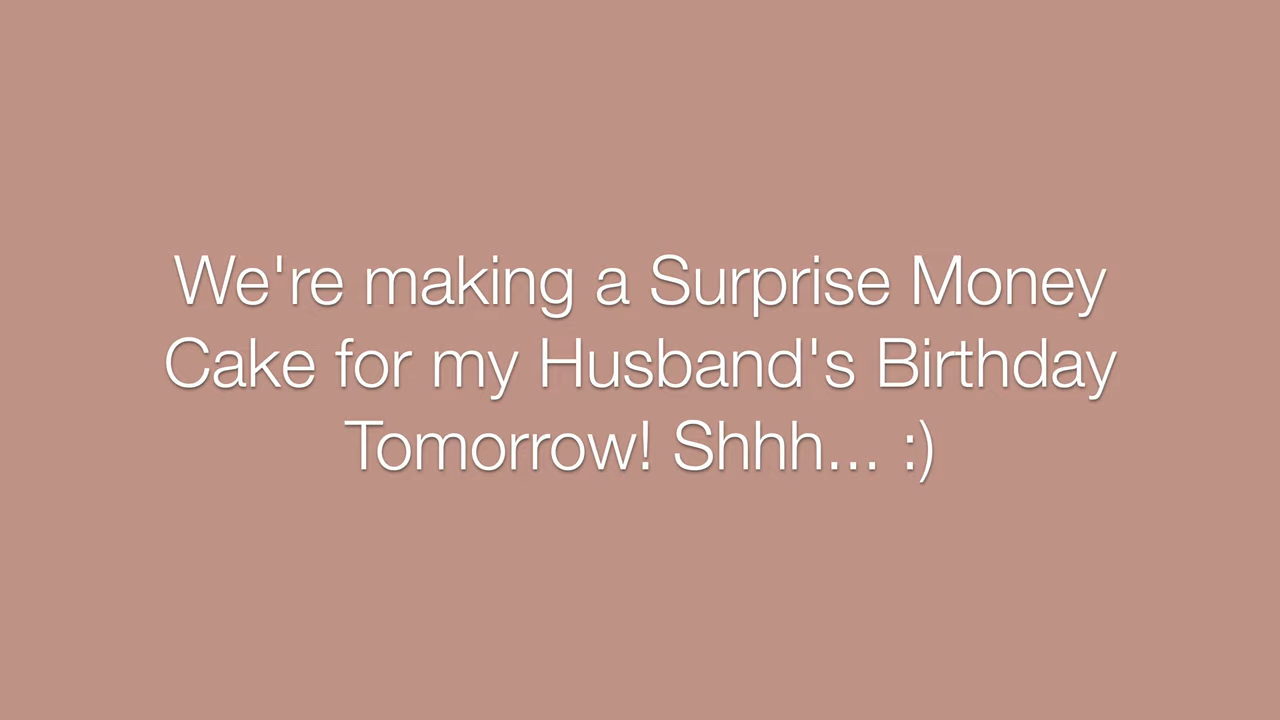 We're making a Surprise Money
Cake for my Husband's Birthday
Tomorrow! Shhh... :)